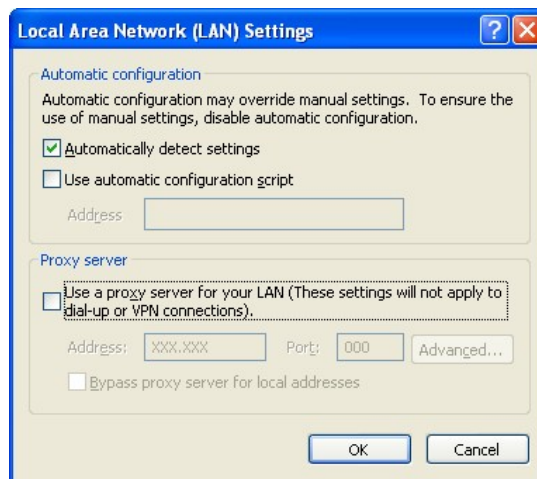 Local Area Network (LAN) Settings
Automatic configuration
Automatic configuration may override manual settings. To ensure the
use of manual settings, disable automatic configuration.
Automatically detect settings
Use automatic configuration script
Address
Proxy server
Use a proxy server for your LAN (These settings will not apply to
dial-up or VPN connections).
Address: XXX.XXX Port: 000 Advanced...
Bypass proxy server for local addresses
OK Cancel